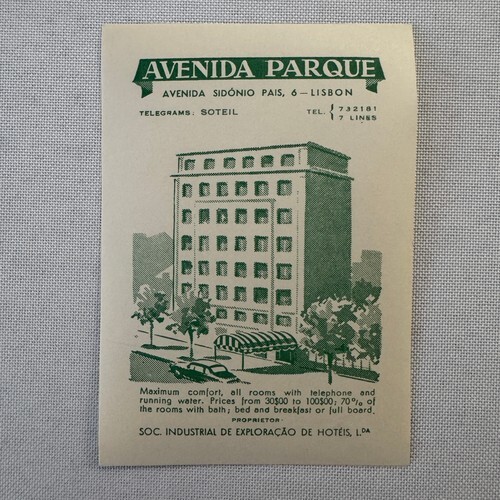 AVENIDA PARQUE
AVENIDA SIDÓNIO PAIS, 6 — LISBON
TELEGRAMS: SOTEIL TEL. { 732181
7 LINES
Maximum comfort, all rooms with telephone and
running water. Prices from 30$00 to 100$00; 70% of
the rooms with bath; bed and breakfast or full board.
PROPRIETOR
SOC. INDUSTRIAL DE EXPLORAÇÃO DE HOTÉIS, L.DA